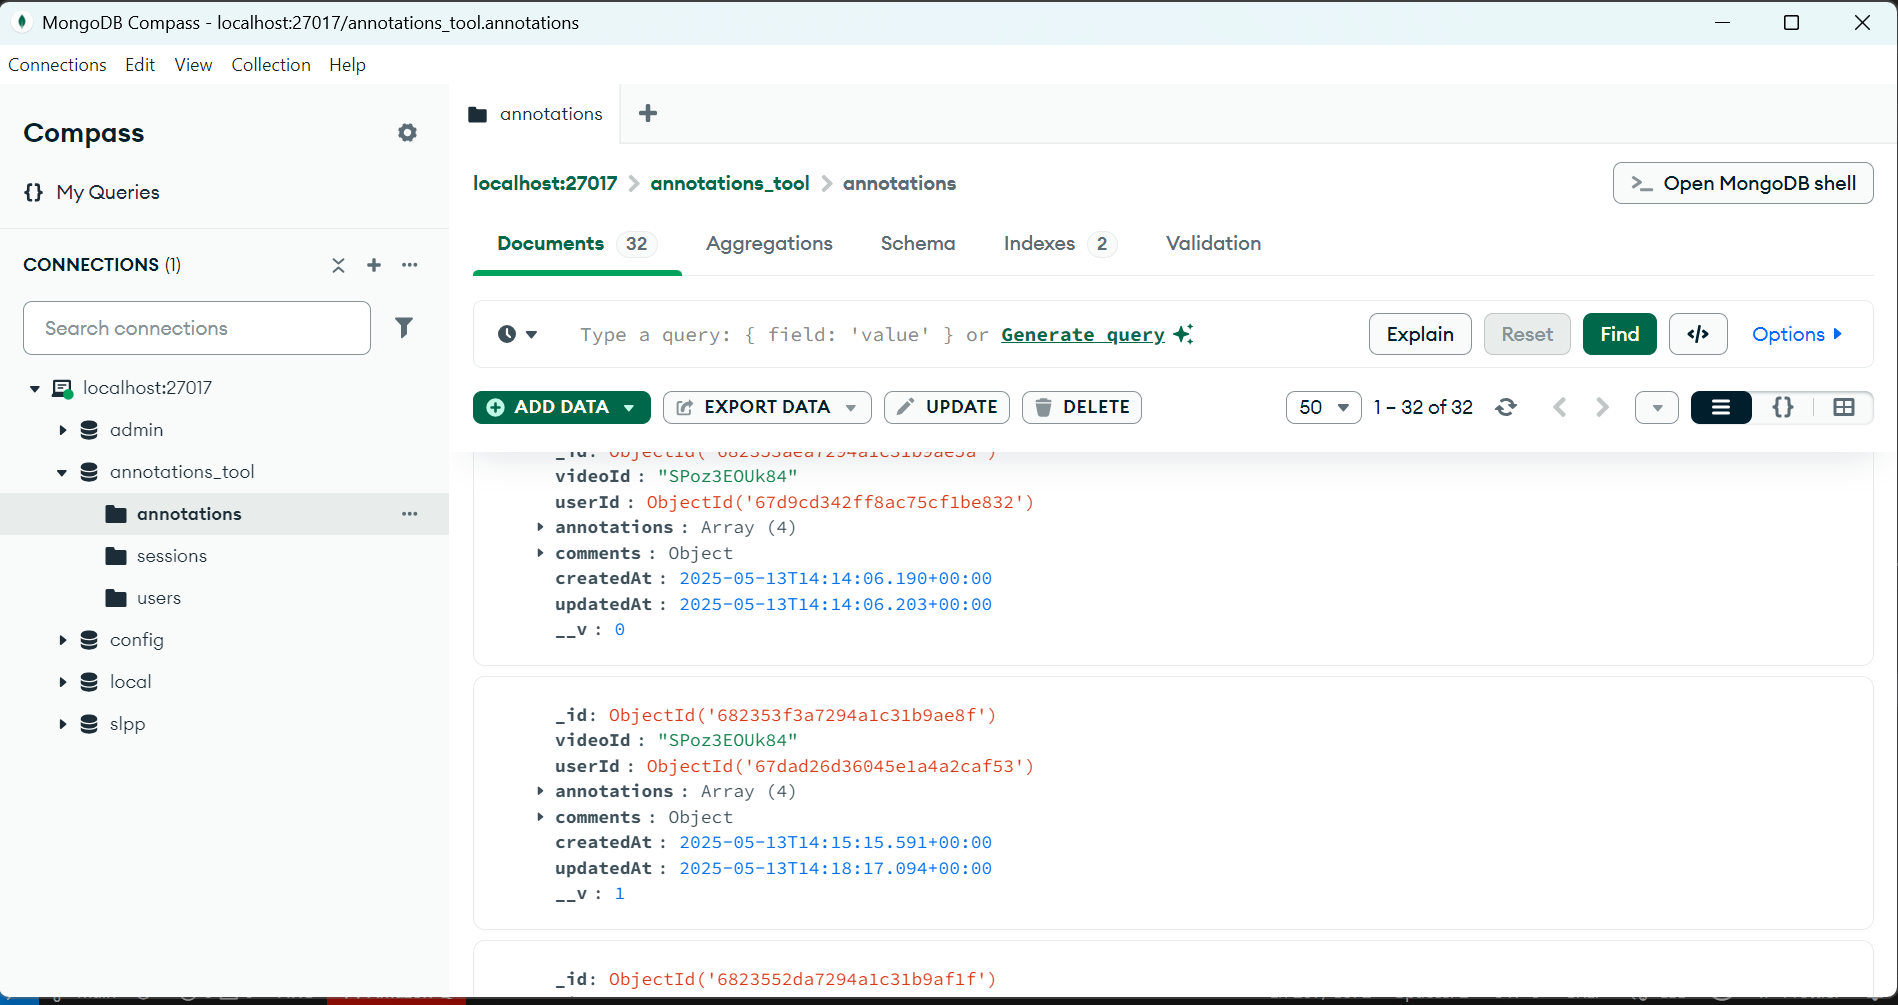 MongoDB Compass - localhost:27017/annotations_tool.annotations
Connections Edit View Collection Help
Compass
My Queries
CONNECTIONS (1)
Search connections
localhost:27017
admin
annotations_tool
annotations
sessions
users
config
local
slpp
annotations
localhost:27017 > annotations_tool > annotations
>_ Open MongoDB shell
Documents 32 Aggregations Schema Indexes 2 Validation
Type a query: { field: 'value' } or Generate query
Explain Reset Find </> Options
ADD DATA EXPORT DATA UPDATE DELETE
50 1 – 32 of 32 {}
videoId : "SPoz3EOUk84"
userId : ObjectId('67d9cd342ff8ac75cf1be832')
annotations : Array (4)
comments : Object
createdAt : 2025-05-13T14:14:06.190+00:00
updatedAt : 2025-05-13T14:14:06.203+00:00
__v : 0
_id: ObjectId('682353f3a7294a1c31b9ae8f')
videoId : "SPoz3EOUk84"
userId : ObjectId('67dad26d36045e1a4a2caf53')
annotations : Array (4)
comments : Object
createdAt : 2025-05-13T14:15:15.591+00:00
updatedAt : 2025-05-13T14:18:17.094+00:00
__v : 1
_id: ObjectId('6823552da7294a1c31b9af1f')